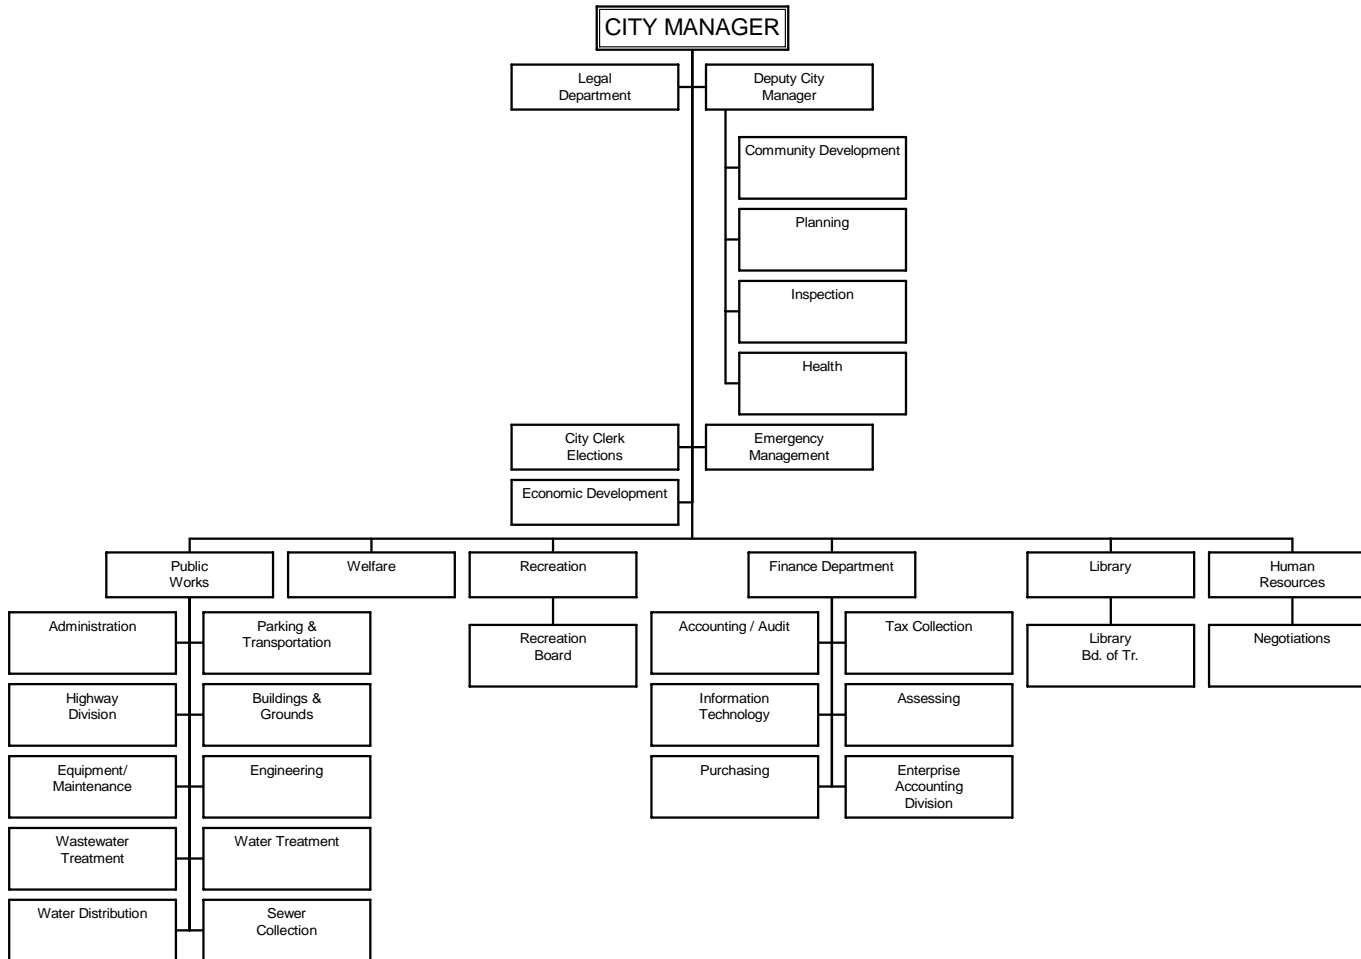 CITY MANAGER
Legal
Department
Deputy City
Manager
Community Development
Planning
Inspection
Health
City Clerk
Elections
Emergency
Management
Economic Development
Public
Works
Welfare
Recreation
Finance Department
Library
Human
Resources
Administration
Parking &
Transportation
Recreation
Board
Accounting / Audit
Tax Collection
Library
Bd. of Tr.
Negotiations
Highway
Division
Buildings &
Grounds
Information
Technology
Assessing
Equipment/
Maintenance
Engineering
Purchasing
Enterprise
Accounting
Division
Wastewater
Treatment
Water Treatment
Water Distribution
Sewer
Collection